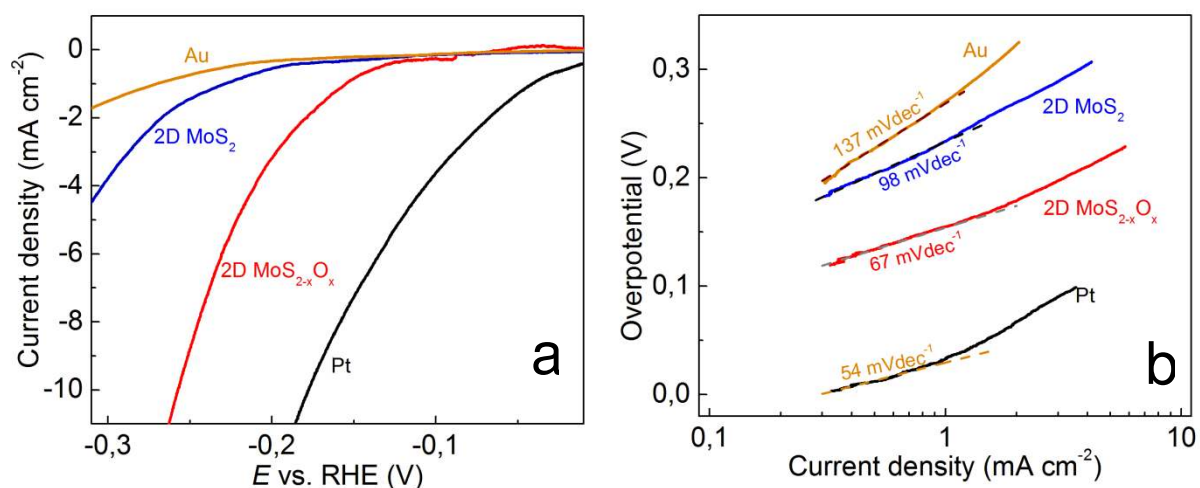 Current density (mA cm⁻²)
0
-2
-4
-6
-8
-10
Au
2D MoS₂
2D MoS₂₋ₓOₓ
Pt
a
-0,3
-0,2
-0,1
E vs. RHE (V)
Overpotential (V)
0,3
0,2
0,1
0,0
Au
137 mVdec⁻¹
2D MoS₂
98 mVdec⁻¹
2D MoS₂₋ₓOₓ
67 mVdec⁻¹
Pt
54 mVdec⁻¹
b
0,1
1
10
Current density (mA cm⁻²)